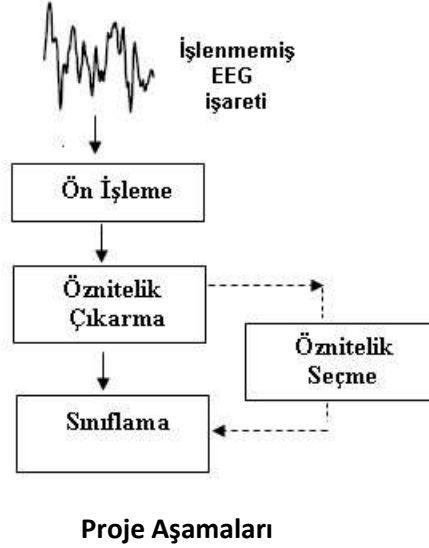 İşlenmemiş
EEG
işareti
Ön İşleme
Öznitelik
Çıkarma
Öznitelik
Seçme
Sınıflama
Proje Aşamaları